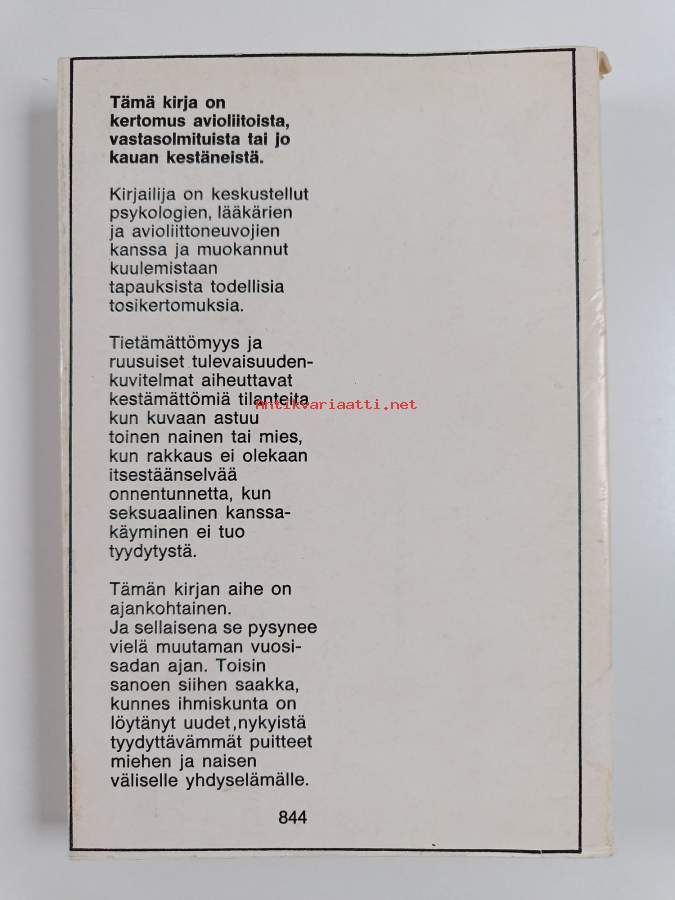 Tämä kirja on
kertomus avioliitoista,
vastasolmituista tai jo
kauan kestäneistä.
Kirjailija on keskustellut
psykologien, lääkärien
ja avioliittoneuvojien
kanssa ja muokannut
kuulemistaan
tapauksista todellisia
tosikertomuksia.
Tietämättömyys ja
ruusuiset tulevaisuuden-
kuvitelmat aiheuttavat
kestämättömiä tilanteita
Antikvariaatti.net
kun kuvaan astuu
toinen nainen tai mies,
kun rakkaus ei olekaan
itsestäänselvää
onnentunnetta, kun
seksuaalinen kanssa-
käyminen ei tuo
tyydytystä.
Tämän kirjan aihe on
ajankohtainen.
Ja sellaisena se pysynee
vielä muutaman vuosi-
sadan ajan. Toisin
sanoen siihen saakka,
kunnes ihmiskunta on
löytänyt uudet,nykyistä
tyydyttävämmät puitteet
miehen ja naisen
väliselle yhdyselämälle.
844